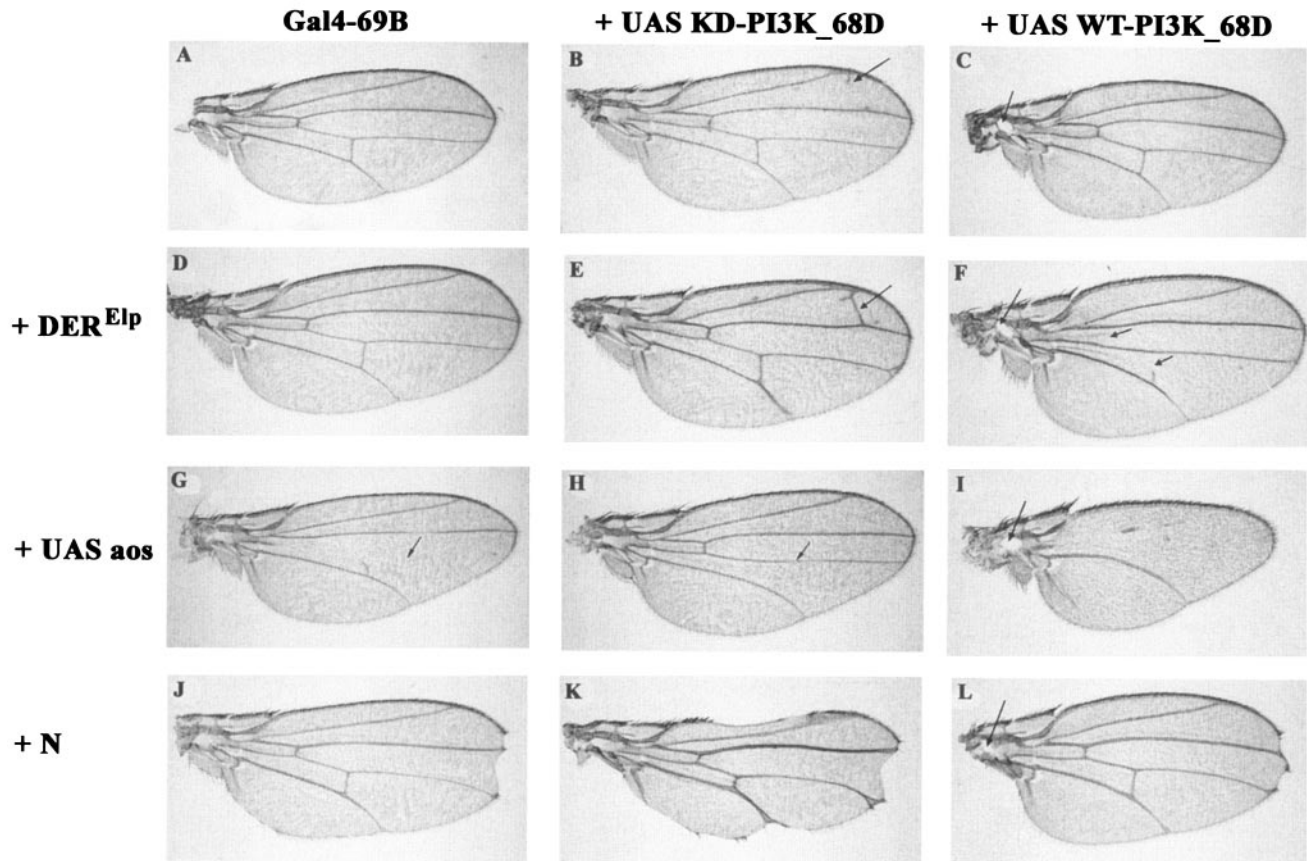 Gal4-69B
+ UAS KD-PI3K_68D
+ UAS WT-PI3K_68D
A
B
C
+ DER^Elp
D
E
F
+ UAS aos
G
H
I
+ N
J
K
L